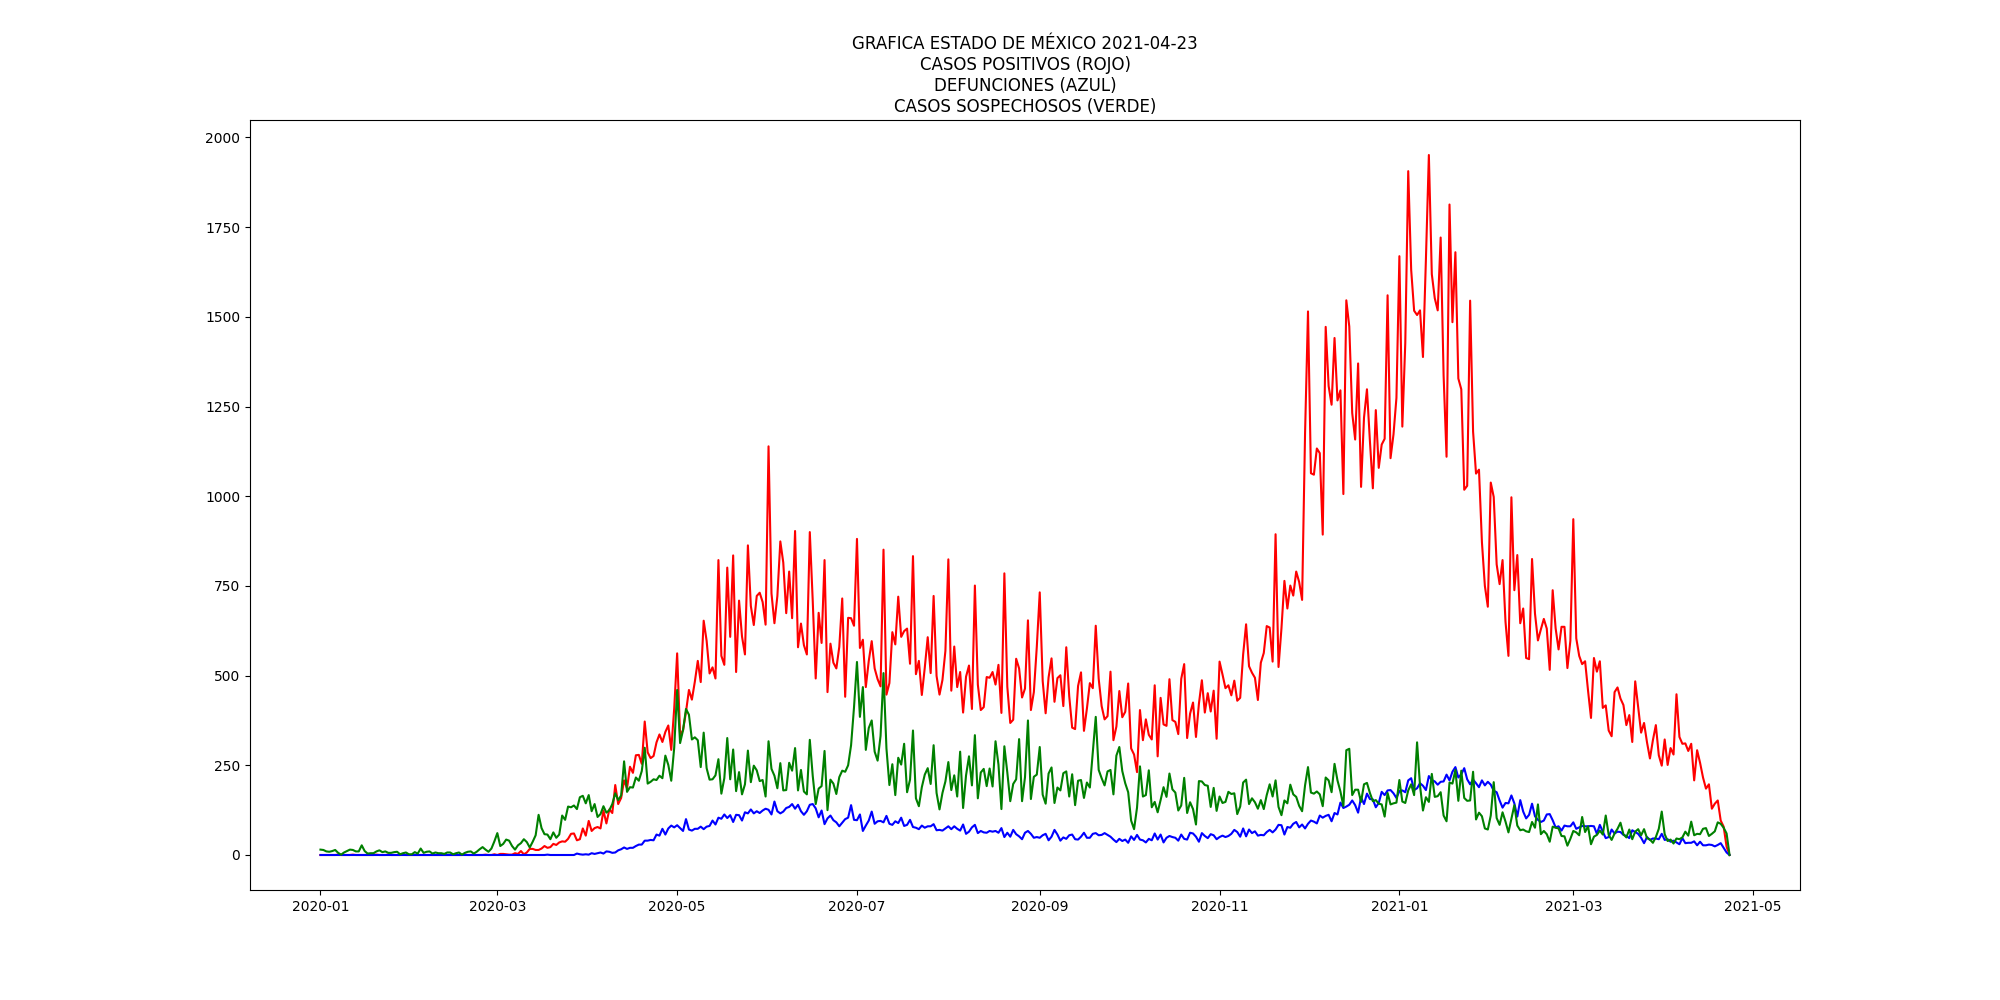 GRAFICA ESTADO DE MÉXICO 2021-04-23
CASOS POSITIVOS (ROJO)
DEFUNCIONES (AZUL)
CASOS SOSPECHOSOS (VERDE)
2000
1750
1500
1250
1000
750
500
250
0
2020-01 2020-03 2020-05 2020-07 2020-09 2020-11 2021-01 2021-03 2021-05